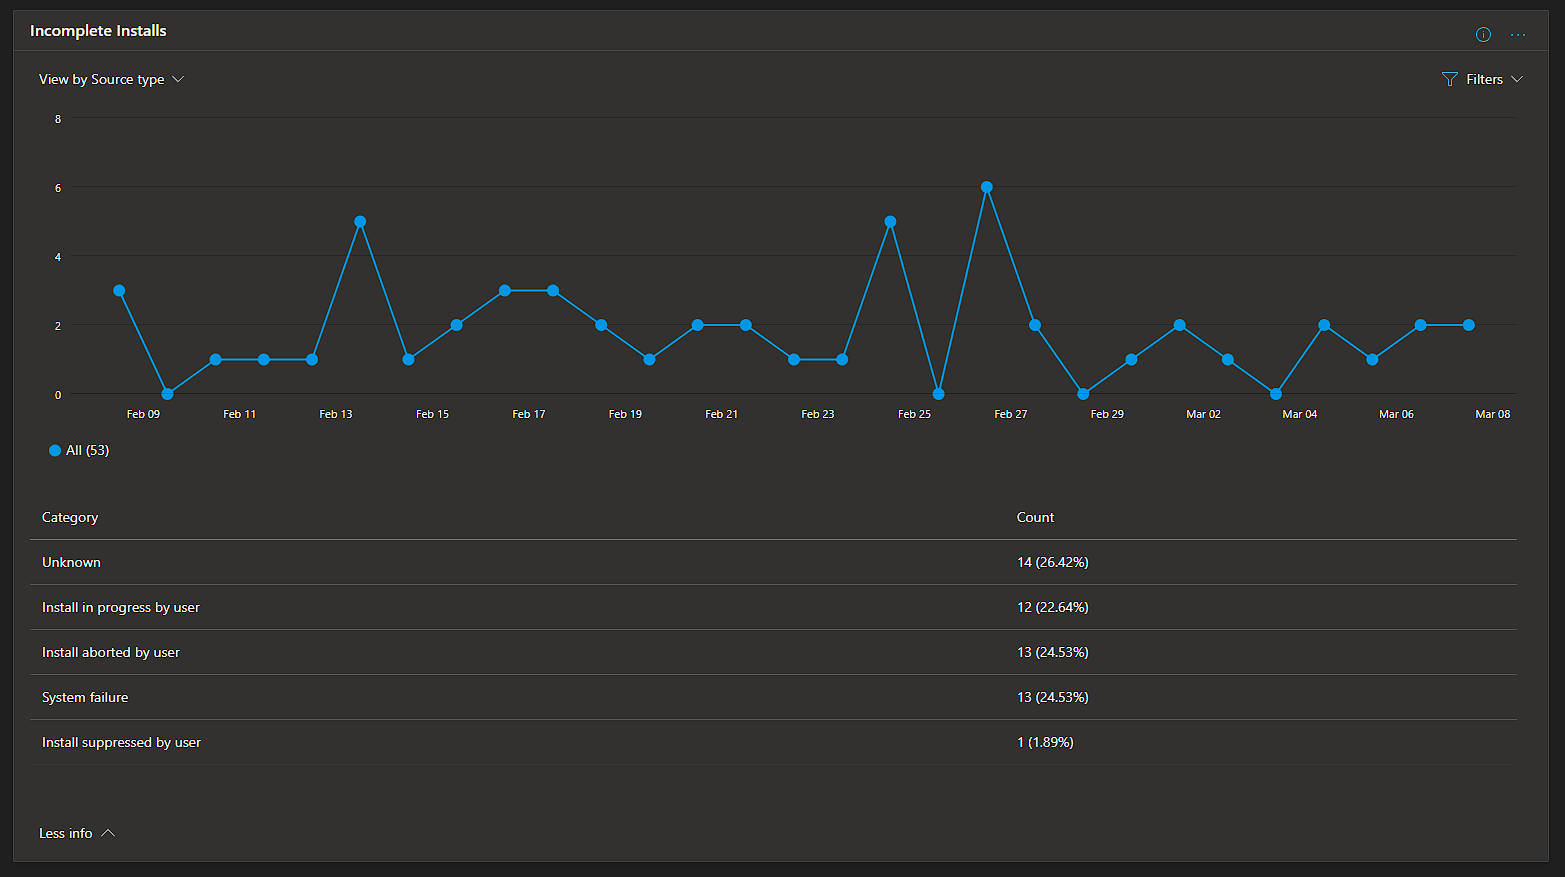 Incomplete Installs
View by Source type
Filters
8
6
4
2
0
Feb 09 Feb 11 Feb 13 Feb 15 Feb 17 Feb 19 Feb 21 Feb 23 Feb 25 Feb 27 Feb 29 Mar 02 Mar 04 Mar 06 Mar 08
All (53)
Category Count
Unknown 14 (26.42%)
Install in progress by user 12 (22.64%)
Install aborted by user 13 (24.53%)
System failure 13 (24.53%)
Install suppressed by user 1 (1.89%)
Less info